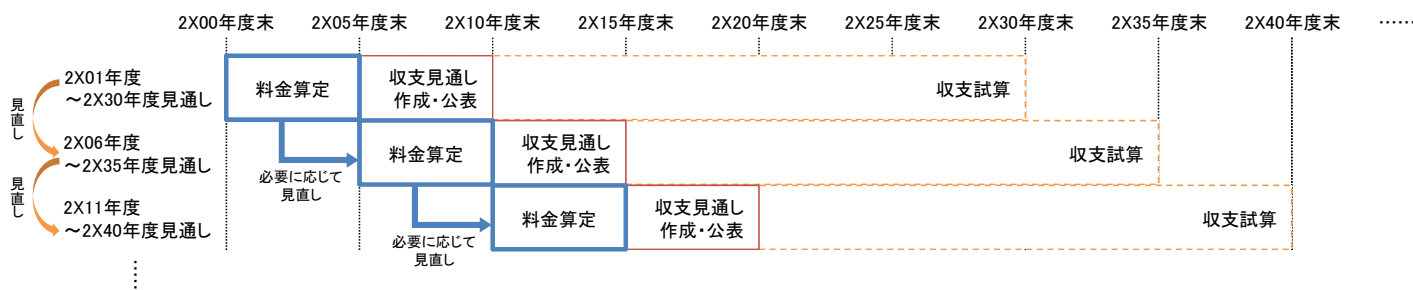 2X00年度末 2X05年度末 2X10年度末 2X15年度末 2X20年度末 2X25年度末 2X30年度末 2X35年度末 2X40年度末 ……
見直し
2X01年度
～2X30年度見通し
料金算定
収支見通し
作成・公表
収支試算
必要に応じて
見直し
見直し
2X06年度
～2X35年度見通し
料金算定
収支見通し
作成・公表
収支試算
必要に応じて
見直し
2X11年度
～2X40年度見通し
料金算定
収支見通し
作成・公表
収支試算
……